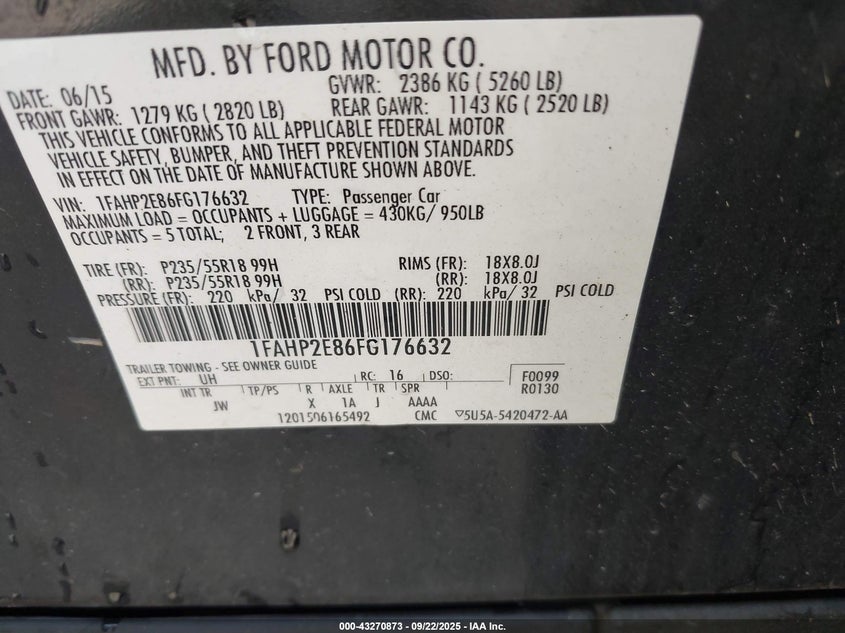 MFD. BY FORD MOTOR CO.
DATE: 06/15 GVWR: 2386 KG ( 5260 LB)
FRONT GAWR: 1279 KG ( 2820 LB) REAR GAWR: 1143 KG ( 2520 LB)
THIS VEHICLE CONFORMS TO ALL APPLICABLE FEDERAL MOTOR
VEHICLE SAFETY, BUMPER, AND THEFT PREVENTION STANDARDS
IN EFFECT ON THE DATE OF MANUFACTURE SHOWN ABOVE.
VIN: 1FAHP2E86FG176632 TYPE: Passenger Car
MAXIMUM LOAD = OCCUPANTS + LUGGAGE = 430KG/ 950LB
OCCUPANTS = 5 TOTAL; 2 FRONT, 3 REAR
TIRE (FR): P235/55R18 99H RIMS (FR): 18X8.0J
(RR): P235/55R18 99H (RR): 18X8.0J
PRESSURE (FR): 220 kPa/ 32 PSI COLD (RR): 220 kPa/ 32 PSI COLD
1FAHP2E86FG176632
TRAILER TOWING - SEE OWNER GUIDE
EXT PNT: UH RC: 16 DSO: F0099
INT TR TP/PS R AXLE TR SPR R0130
JW X 1A J AAAA
1201506165492 CMC ▽5U5A-5420472-AA
000-43270873 - 09/22/2025 - IAA Inc.